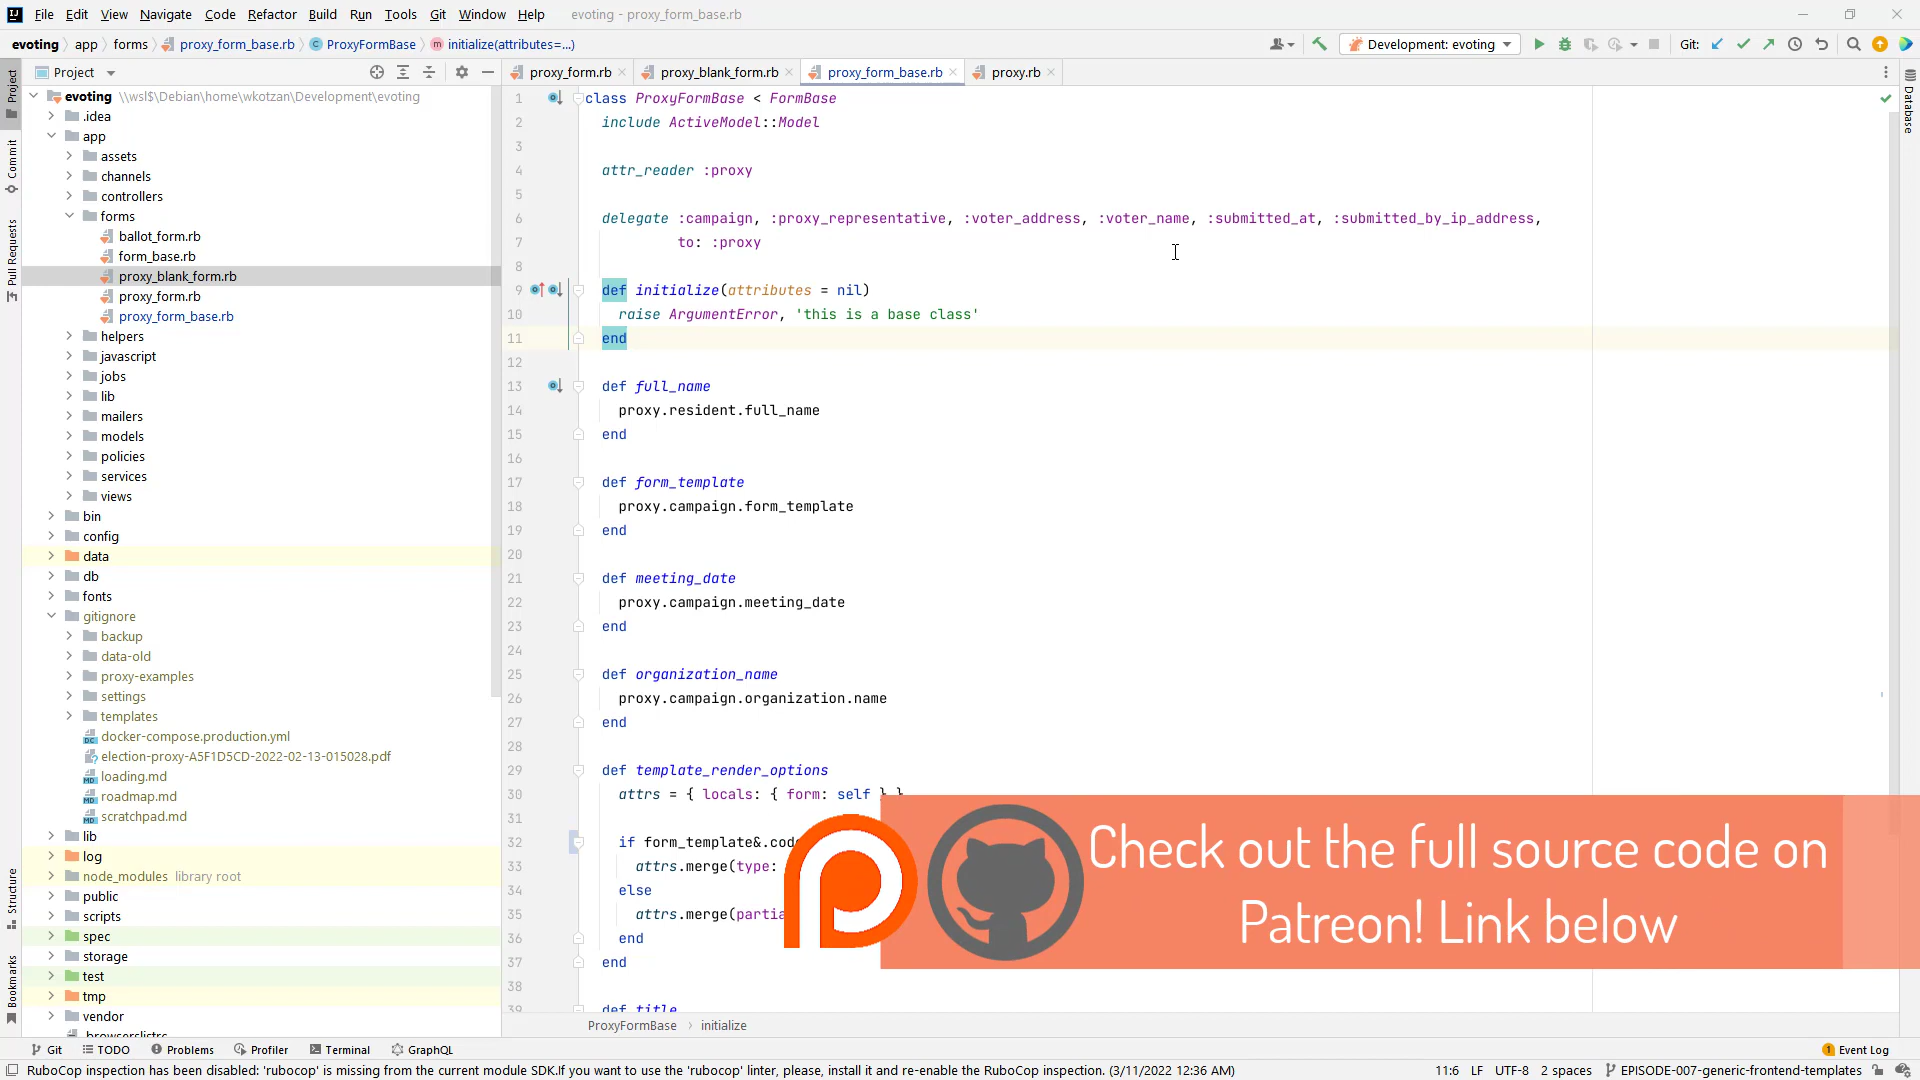 File Edit View Navigate Code Refactor Build Run Tools Git Window Help evoting - proxy_form_base.rb
evoting app forms proxy_form_base.rb ProxyFormBase initialize(attributes=...) Development: evoting Git:
Project
proxy_form.rb proxy_blank_form.rb proxy_form_base.rb proxy.rb
Project
Commit
Pull Requests
Structure
Bookmarks
Database
evoting \\wsl$\Debian\home\wkotzan\Development\evoting
.idea
app
assets
channels
controllers
forms
ballot_form.rb
form_base.rb
proxy_blank_form.rb
proxy_form.rb
proxy_form_base.rb
helpers
javascript
jobs
lib
mailers
models
policies
services
views
bin
config
data
db
fonts
gitignore
backup
data-old
proxy-examples
settings
templates
docker-compose.production.yml
election-proxy-A5F1D5CD-2022-02-13-015028.pdf
loading.md
roadmap.md
scratchpad.md
lib
log
node_modules library root
public
scripts
spec
storage
test
tmp
vendor
.browserslistrc
1 class ProxyFormBase < FormBase
2 include ActiveModel::Model
3
4 attr_reader :proxy
5
6 delegate :campaign, :proxy_representative, :voter_address, :voter_name, :submitted_at, :submitted_by_ip_address,
7 to: :proxy
8
9 def initialize(attributes = nil)
10 raise ArgumentError, 'this is a base class'
11 end
12
13 def full_name
14 proxy.resident.full_name
15 end
16
17 def form_template
18 proxy.campaign.form_template
19 end
20
21 def meeting_date
22 proxy.campaign.meeting_date
23 end
24
25 def organization_name
26 proxy.campaign.organization.name
27 end
28
29 def template_render_options
30 attrs = { locals: { form: self } }
31
32 if form_template&.cod
33 attrs.merge(type:
34 else
35 attrs.merge(partia
36 end
37 end
38
39 def title
Check out the full source code on
Patreon! Link below
ProxyFormBase initialize
Git TODO Problems Profiler Terminal GraphQL 1 Event Log
RuboCop inspection has been disabled: 'rubocop' is missing from the current module SDK.If you want to use the 'rubocop' linter, please, install it and re-enable the RuboCop inspection. (3/11/2022 12:36 AM) 11:6 LF UTF-8 2 spaces EPISODE-007-generic-frontend-templates